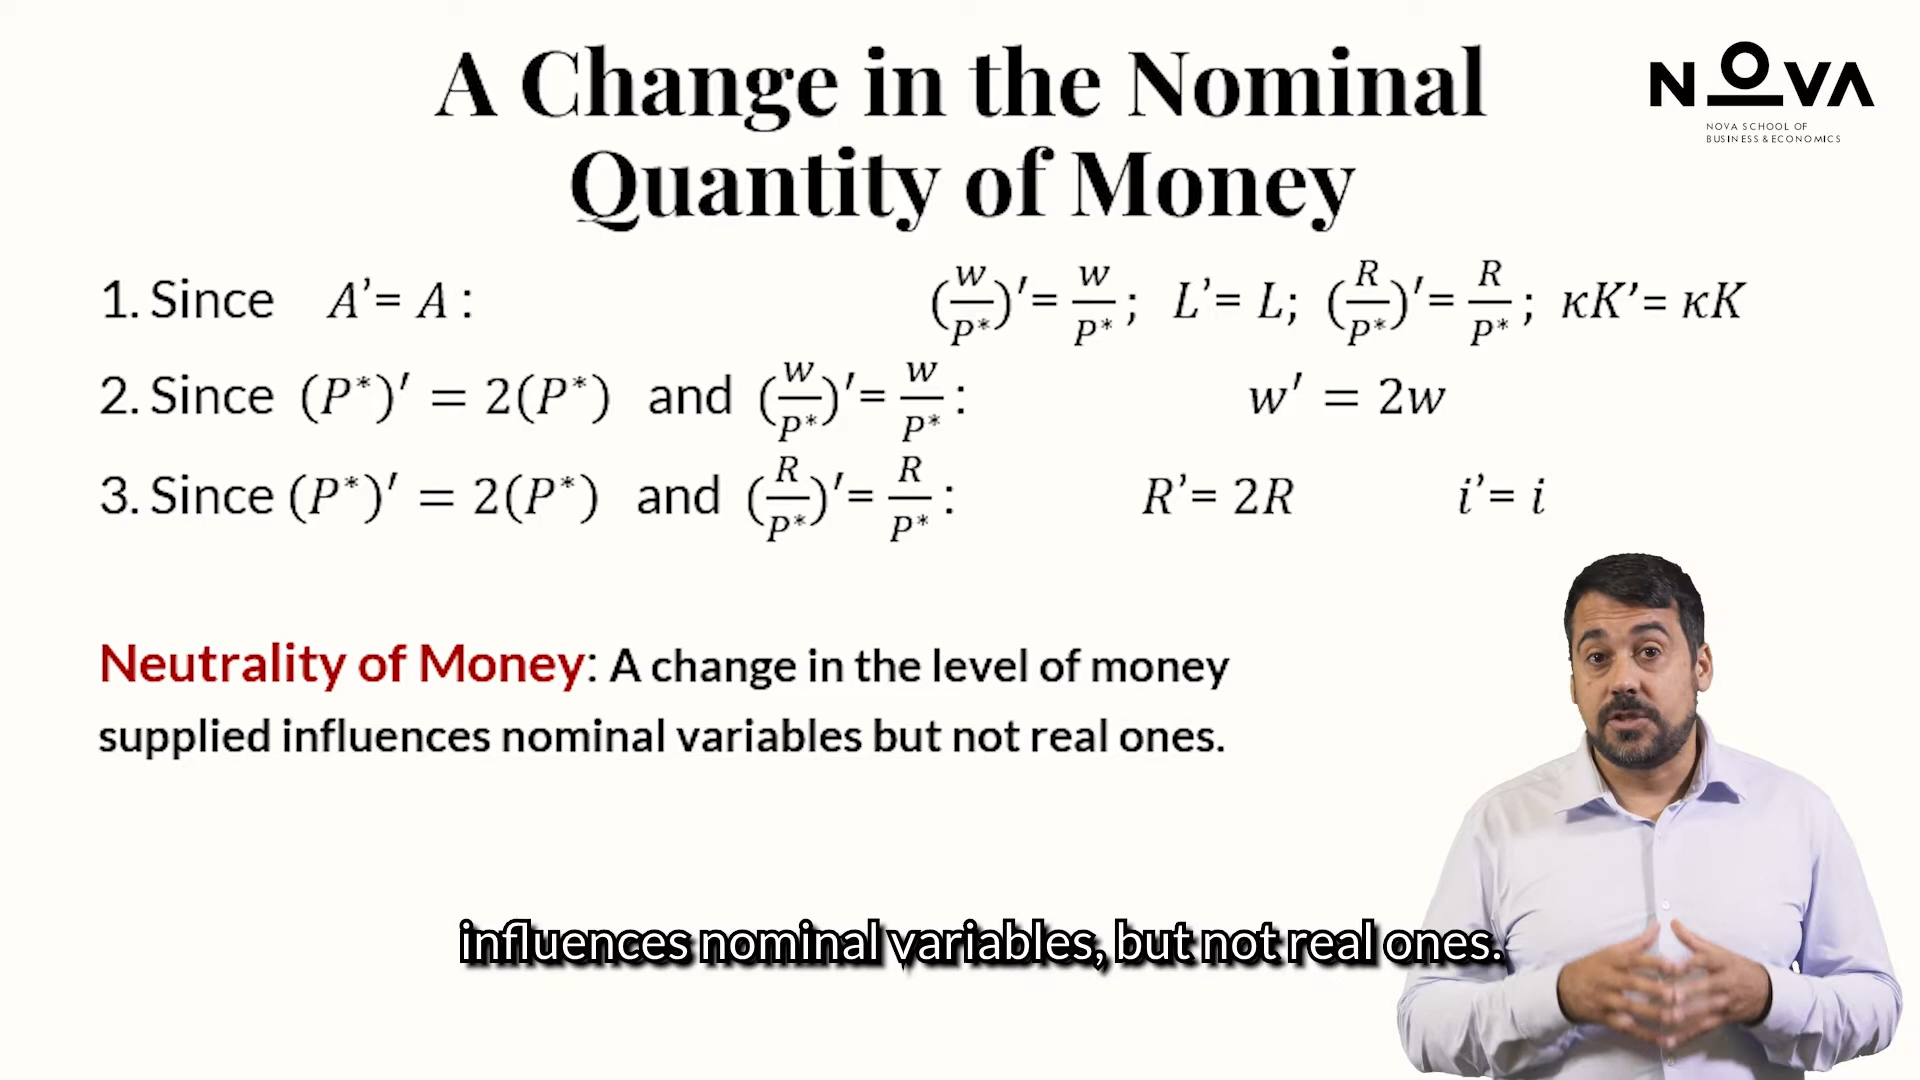 A Change in the Nominal
Quantity of Money
NOVA
NOVA SCHOOL OF
BUSINESS & ECONOMICS
1. Since A’= A : (w/P*)′= w/P* ; L’= L; (R/P*)′= R/P* ; κK’= κK
2. Since (P*)′ = 2(P*) and (w/P*)′= w/P* : w′ = 2w
3. Since (P*)′ = 2(P*) and (R/P*)′= R/P* : R’= 2R i’= i
Neutrality of Money: A change in the level of money
supplied influences nominal variables but not real ones.
influences nominal variables, but not real ones.